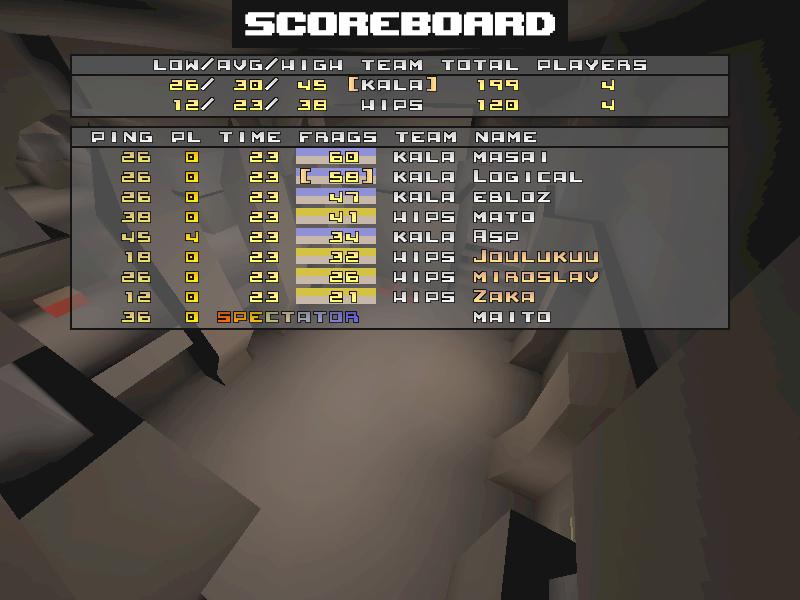 SCOREBOARD
LOW/AVG/HIGH TEAM TOTAL PLAYERS
26/ 30/ 45 [KALA] 199 4
12/ 23/ 38 HIPS 120 4
PING PL TIME FRAGS TEAM NAME
26 0 23 60 KALA MASAI
26 0 23 [ 58] KALA LOGICAL
26 0 23 47 KALA EBLOZ
38 0 23 41 HIPS MATO
45 4 23 34 KALA ASP
18 0 23 32 HIPS JOULUKUU
26 0 23 26 HIPS MIROSLAV
12 0 23 21 HIPS ZAKA
36 0 SPECTATOR MAITO